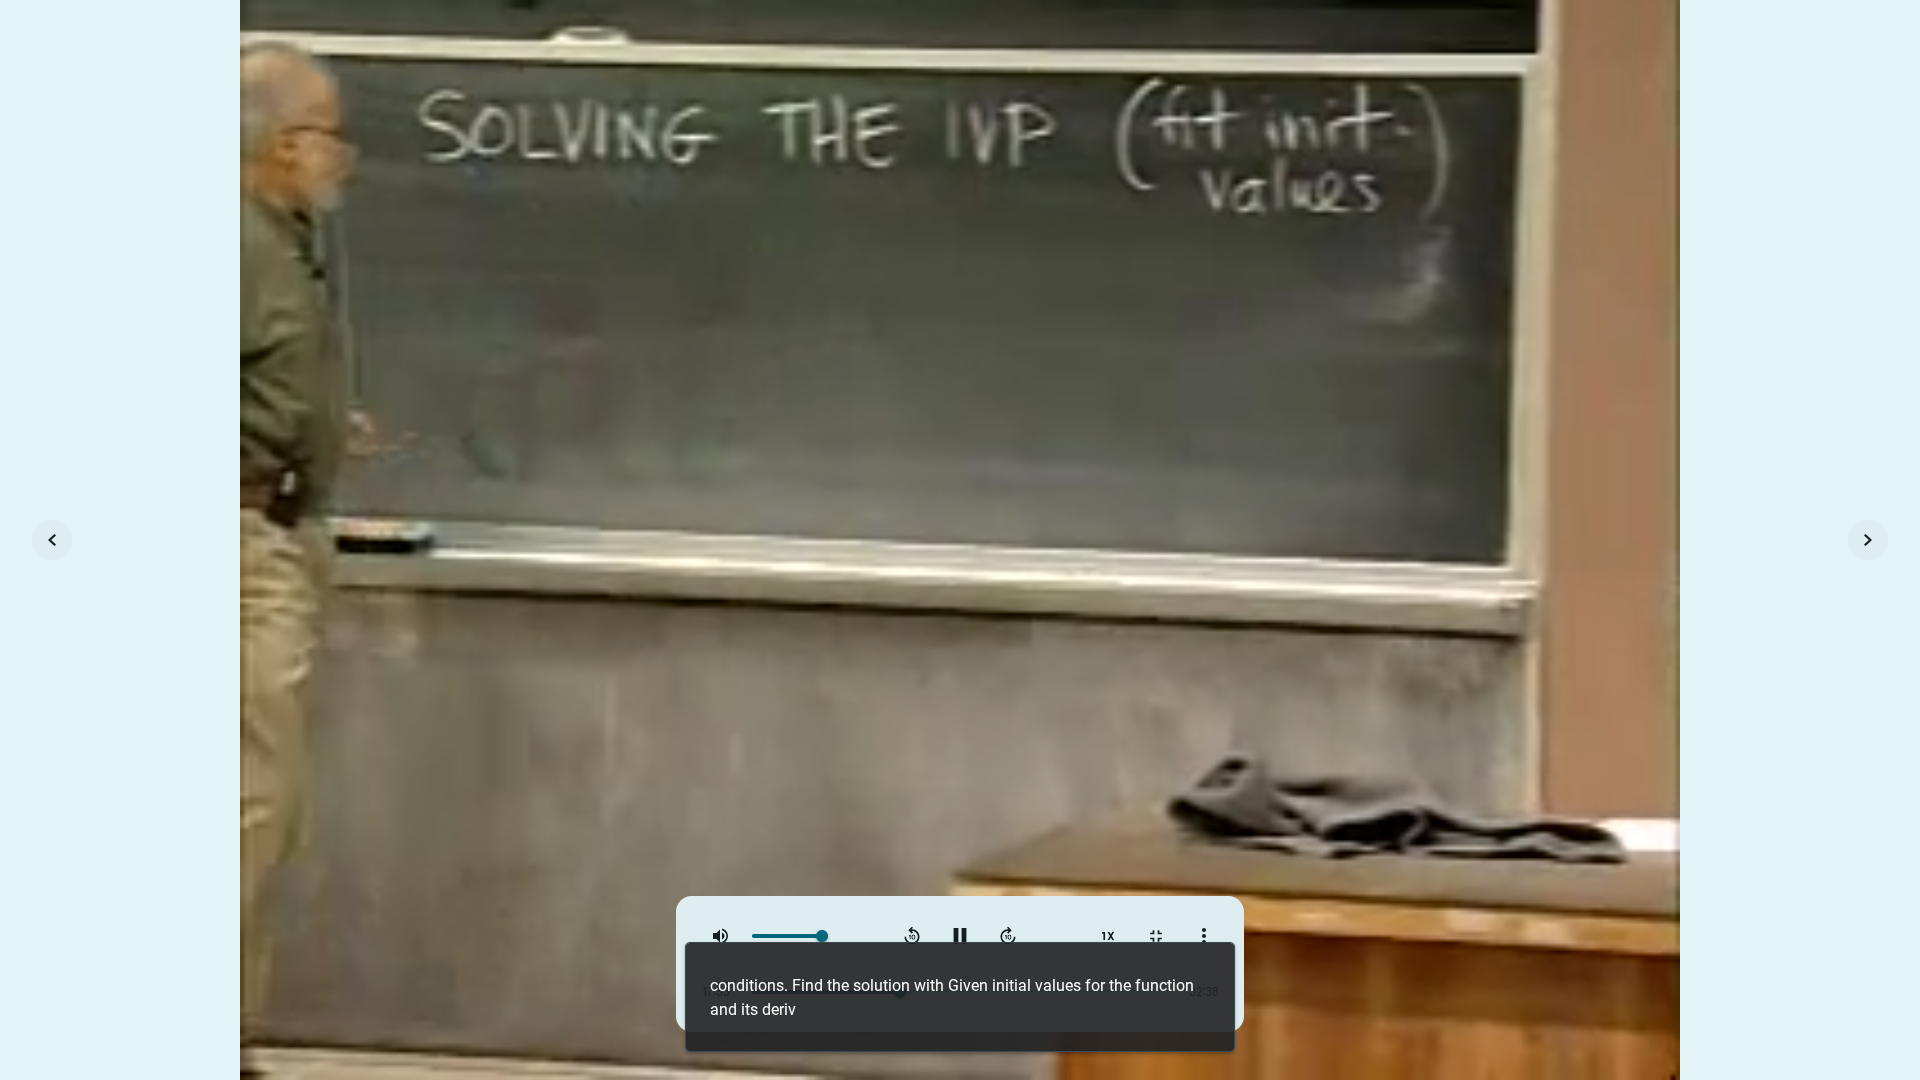 SOLVING THE IVP (fit init.
values)
1X
conditions. Find the solution with Given initial values for the function
and its deriv